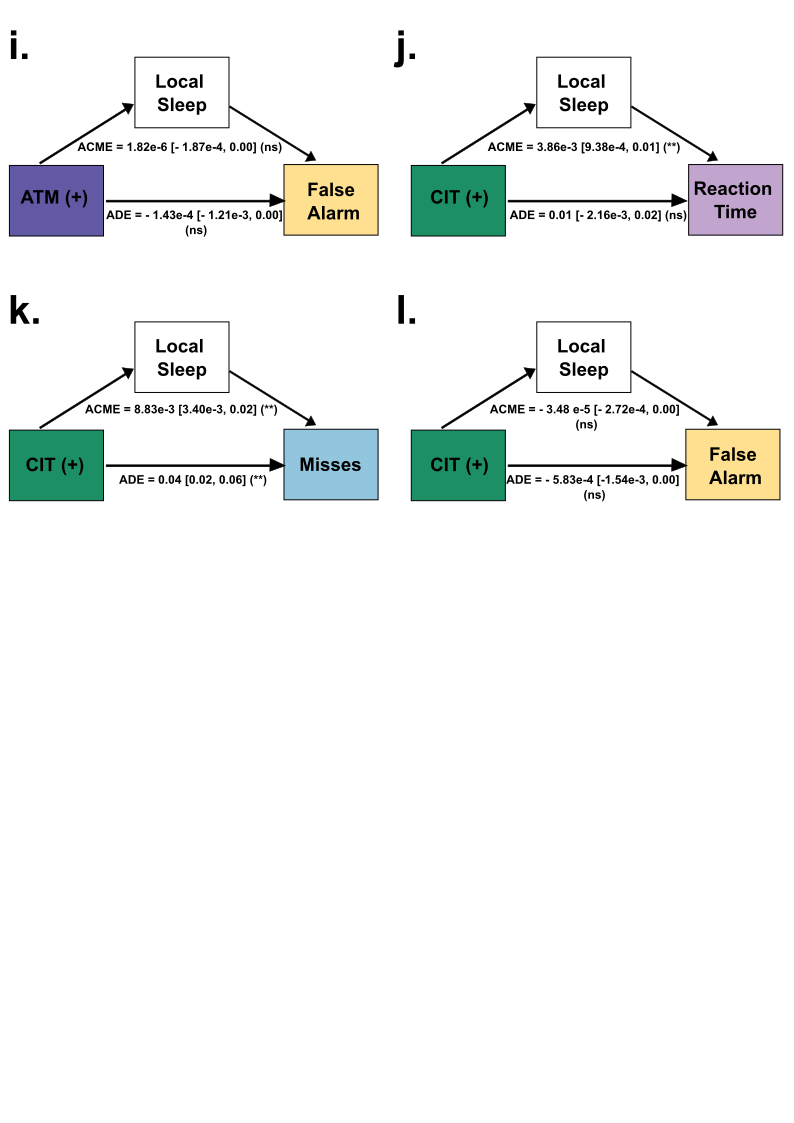 i.
Local
Sleep
ACME = 1.82e-6 [- 1.87e-4, 0.00] (ns)
ATM (+)
False
Alarm
ADE = - 1.43e-4 [- 1.21e-3, 0.00]
(ns)
j.
Local
Sleep
ACME = 3.86e-3 [9.38e-4, 0.01] (**)
CIT (+)
Reaction
Time
ADE = 0.01 [- 2.16e-3, 0.02] (ns)
k.
Local
Sleep
ACME = 8.83e-3 [3.40e-3, 0.02] (**)
CIT (+)
Misses
ADE = 0.04 [0.02, 0.06] (**)
l.
Local
Sleep
ACME = - 3.48 e-5 [- 2.72e-4, 0.00]
(ns)
CIT (+)
False
Alarm
ADE = - 5.83e-4 [-1.54e-3, 0.00]
(ns)